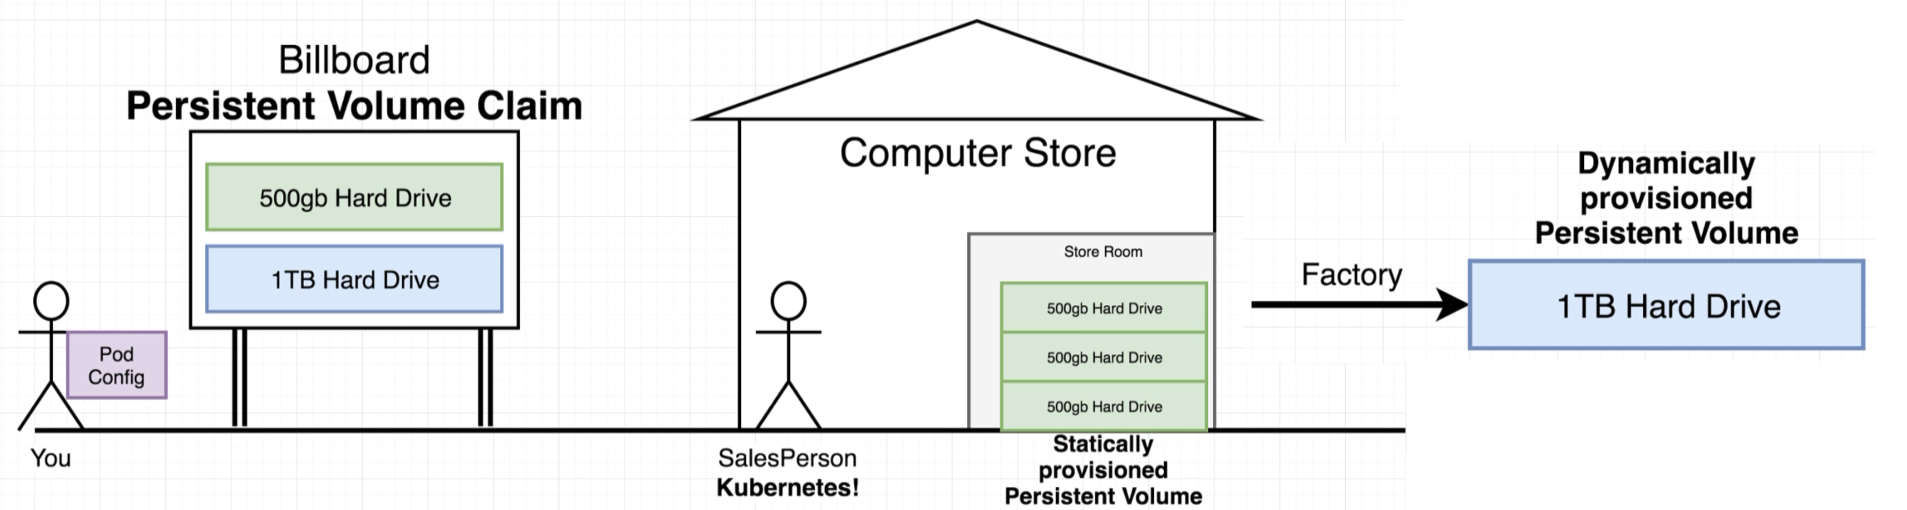 Billboard
Persistent Volume Claim
500gb Hard Drive
1TB Hard Drive
Pod
Config
You
Computer Store
Store Room
500gb Hard Drive
500gb Hard Drive
500gb Hard Drive
SalesPerson
Kubernetes!
Statically
provisioned
Persistent Volume
Factory
Dynamically
provisioned
Persistent Volume
1TB Hard Drive